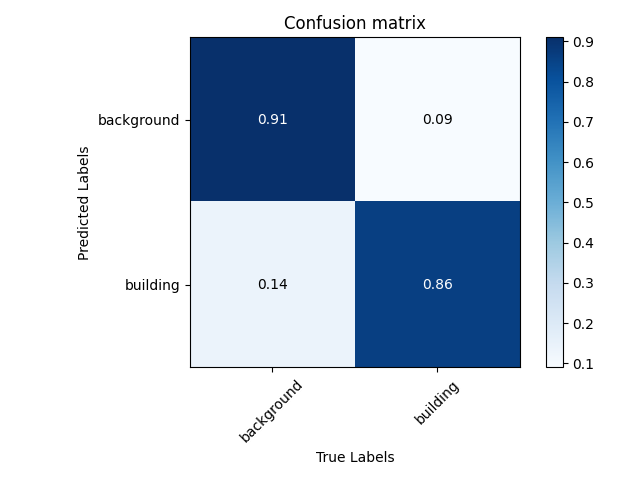 Confusion matrix
Predicted Labels
background
building
0.91
0.09
0.14
0.86
background
building
True Labels
0.9
0.8
0.7
0.6
0.5
0.4
0.3
0.2
0.1